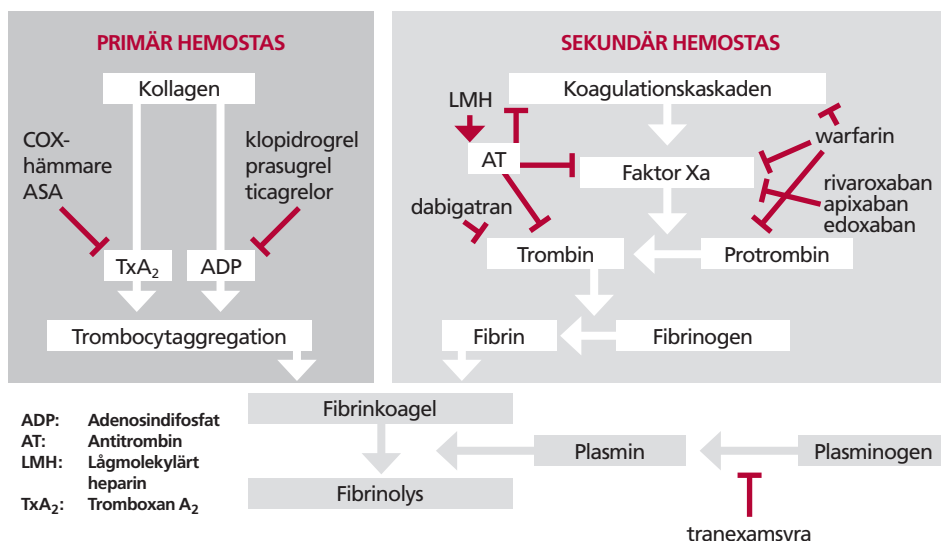 PRIMÄR HEMOSTAS
Kollagen
COX-
hämmare
ASA
klopidrogrel
prasugrel
ticagrelor
TxA₂
ADP
Trombocytaggregation
SEKUNDÄR HEMOSTAS
Koagulationskaskaden
LMH
AT
warfarin
Faktor Xa
rivaroxaban
apixaban
edoxaban
dabigatran
Trombin
Protrombin
Fibrin
Fibrinogen
Fibrinkoagel
Plasmin
Plasminogen
Fibrinolys
tranexamsyra
ADP: Adenosindifosfat
AT: Antitrombin
LMH: Lågmolekylärt
heparin
TxA₂: Tromboxan A₂